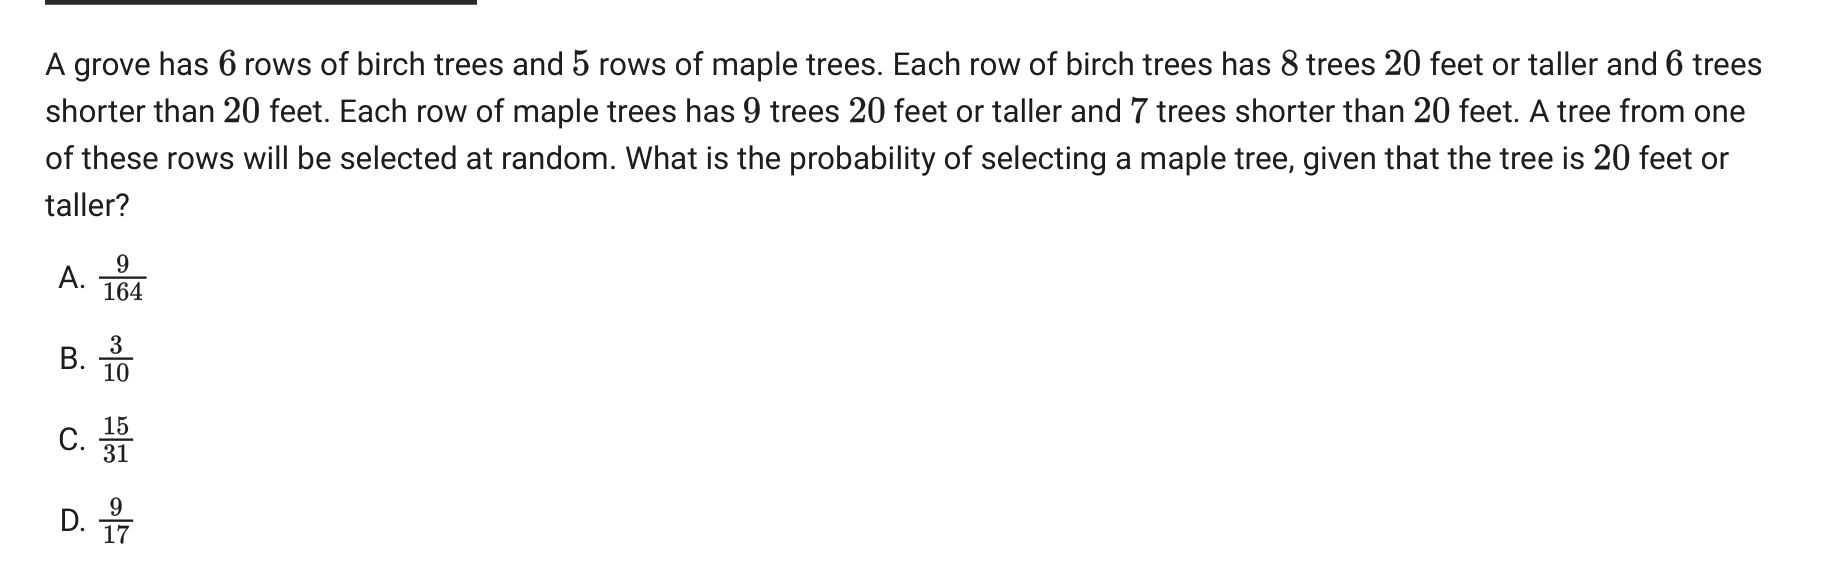 A grove has 6 rows of birch trees and 5 rows of maple trees. Each row of birch trees has 8 trees 20 feet or taller and 6 trees
shorter than 20 feet. Each row of maple trees has 9 trees 20 feet or taller and 7 trees shorter than 20 feet. A tree from one
of these rows will be selected at random. What is the probability of selecting a maple tree, given that the tree is 20 feet or
taller?
A. 9/164
B. 3/10
C. 15/31
D. 9/17